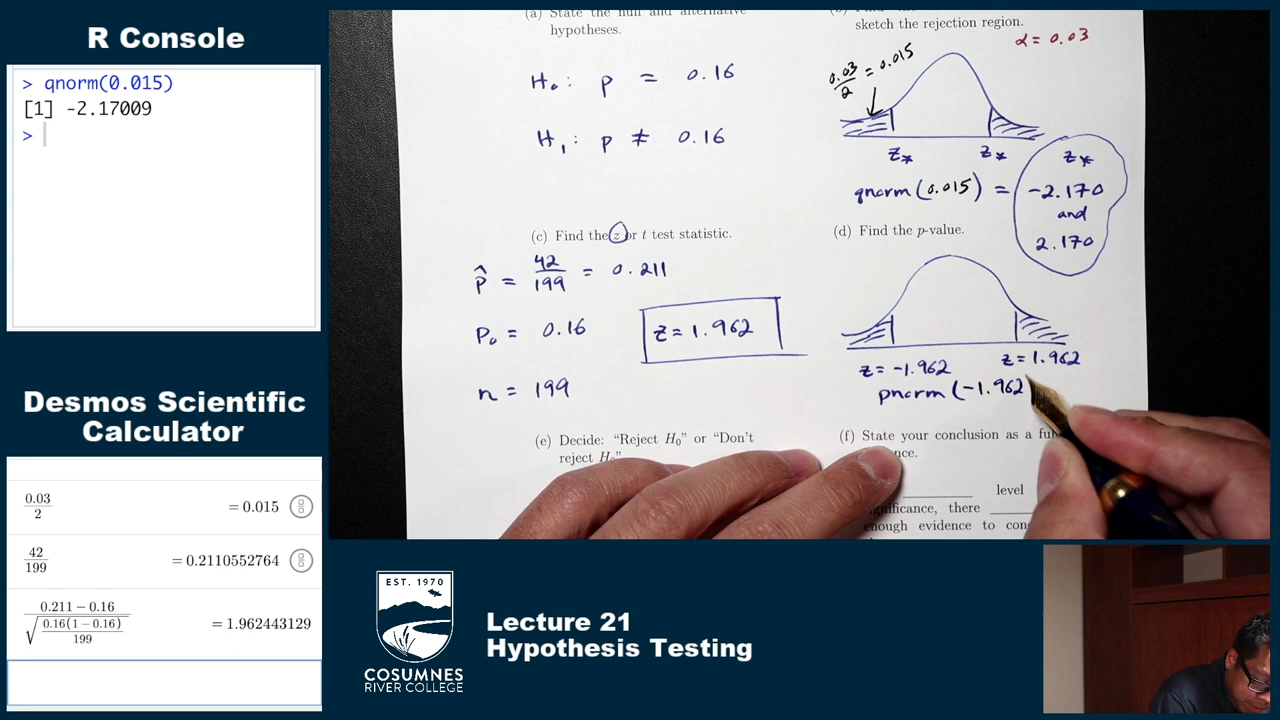 R Console
> qnorm(0.015)
[1] -2.17009
>
Desmos Scientific
Calculator
0.03
2
= 0.015
42
199
= 0.2110552764
0.211 − 0.16
√ 0.16(1 − 0.16)
199
= 1.962443129
(a) State the null and alternative
hypotheses.
H₀: p = 0.16
H₁: p ≠ 0.16
sketch the rejection region.
α = 0.03
0.03
2
= 0.015
z* z*
qnorm(0.015) =
z*
-2.170
and
2.170
(c) Find the z or t test statistic.
p̂ = 42/199 = 0.211
P₀ = 0.16
z = 1.962
n = 199
(d) Find the p-value.
z = -1.962 z = 1.962
pnorm (-1.962)
(e) Decide: “Reject H₀” or “Don’t
reject H₀”
(f) State your conclusion as a
level
significance, there
enough evidence to
EST. 1970
COSUMNES
RIVER COLLEGE
Lecture 21
Hypothesis Testing